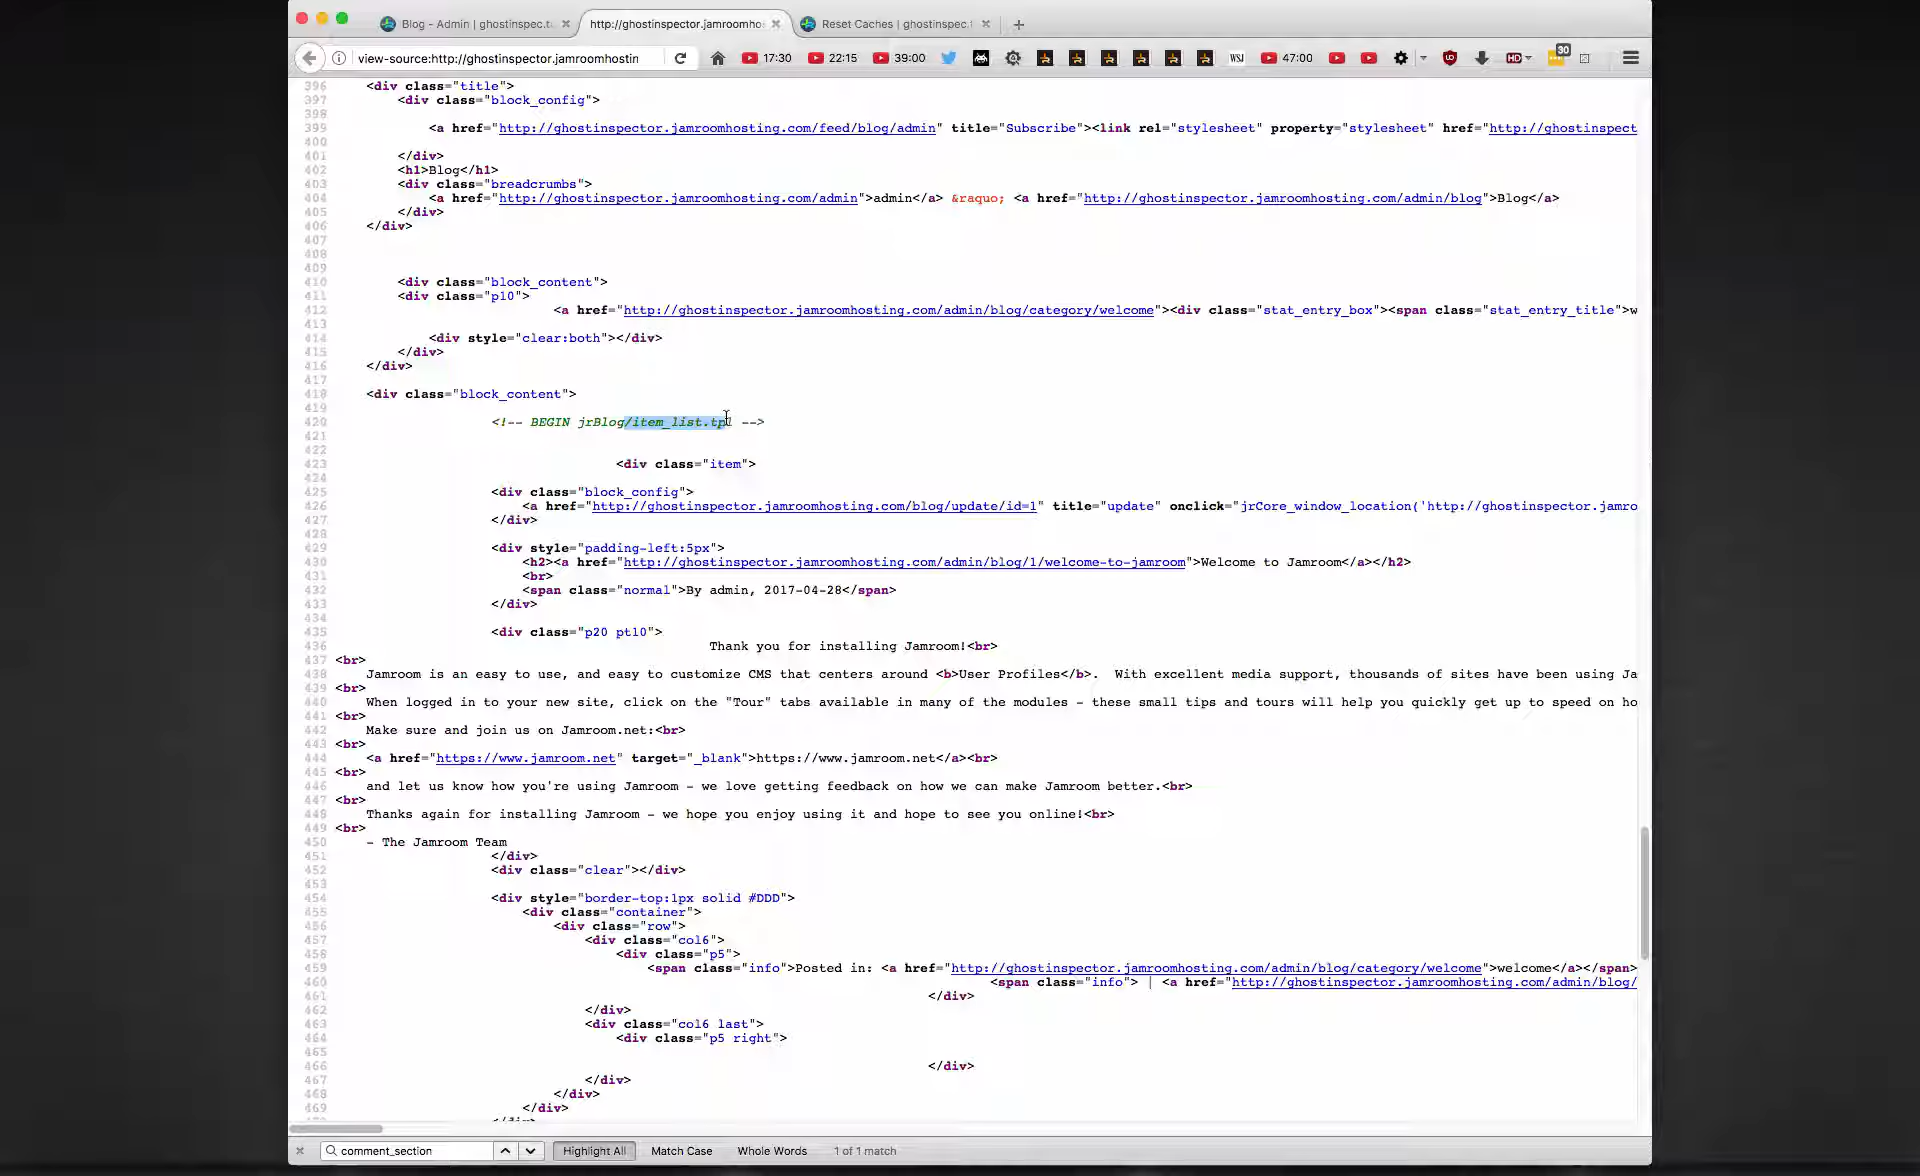 Blog - Admin | ghostinspec.t
http://ghostinspector.jamroomho
Reset Caches | ghostinspec.t
view-source:http://ghostinspector.jamroomhostin
17:30
22:15
39:00
WSJ
47:00
HD
30
396 <div class="title">
397 <div class="block_config">
398
399 <a href="http://ghostinspector.jamroomhosting.com/feed/blog/admin" title="Subscribe"><link rel="stylesheet" property="stylesheet" href="http://ghostinspect
400
401 </div>
402 <h1>Blog</h1>
403 <div class="breadcrumbs">
404 <a href="http://ghostinspector.jamroomhosting.com/admin">admin</a> &raquo; <a href="http://ghostinspector.jamroomhosting.com/admin/blog">Blog</a>
405 </div>
406 </div>
407
408
409
410 <div class="block_content">
411 <div class="p10">
412 <a href="http://ghostinspector.jamroomhosting.com/admin/blog/category/welcome"><div class="stat_entry_box"><span class="stat_entry_title">w
413
414 <div style="clear:both"></div>
415 </div>
416 </div>
417
418 <div class="block_content">
419
420 <!-- BEGIN jrBlog/item_list.tpl -->
421
422
423 <div class="item">
424
425 <div class="block_config">
426 <a href="http://ghostinspector.jamroomhosting.com/blog/update/id=1" title="update" onclick="jrCore_window_location('http://ghostinspector.jamro
427 </div>
428
429 <div style="padding-left:5px">
430 <h2><a href="http://ghostinspector.jamroomhosting.com/admin/blog/1/welcome-to-jamroom">Welcome to Jamroom</a></h2>
431 <br>
432 <span class="normal">By admin, 2017-04-28</span>
433 </div>
434
435 <div class="p20 pt10">
436 Thank you for installing Jamroom!<br>
437 <br>
438 Jamroom is an easy to use, and easy to customize CMS that centers around <b>User Profiles</b>. With excellent media support, thousands of sites have been using Ja
439 <br>
440 When logged in to your new site, click on the "Tour" tabs available in many of the modules - these small tips and tours will help you quickly get up to speed on ho
441 <br>
442 Make sure and join us on Jamroom.net:<br>
443 <br>
444 <a href="https://www.jamroom.net" target="_blank">https://www.jamroom.net</a><br>
445 <br>
446 and let us know how you're using Jamroom - we love getting feedback on how we can make Jamroom better.<br>
447 <br>
448 Thanks again for installing Jamroom - we hope you enjoy using it and hope to see you online!<br>
449 <br>
450 - The Jamroom Team
451 </div>
452 <div class="clear"></div>
453
454 <div style="border-top:1px solid #DDD">
455 <div class="container">
456 <div class="row">
457 <div class="col6">
458 <div class="p5">
459 <span class="info">Posted in: <a href="http://ghostinspector.jamroomhosting.com/admin/blog/category/welcome">welcome</a></span>
460 <span class="info"> | <a href="http://ghostinspector.jamroomhosting.com/admin/blog/
461 </div>
462 </div>
463 <div class="col6 last">
464 <div class="p5 right">
465
466 </div>
467 </div>
468 </div>
469 </div>
comment_section
Highlight All
Match Case
Whole Words
1 of 1 match